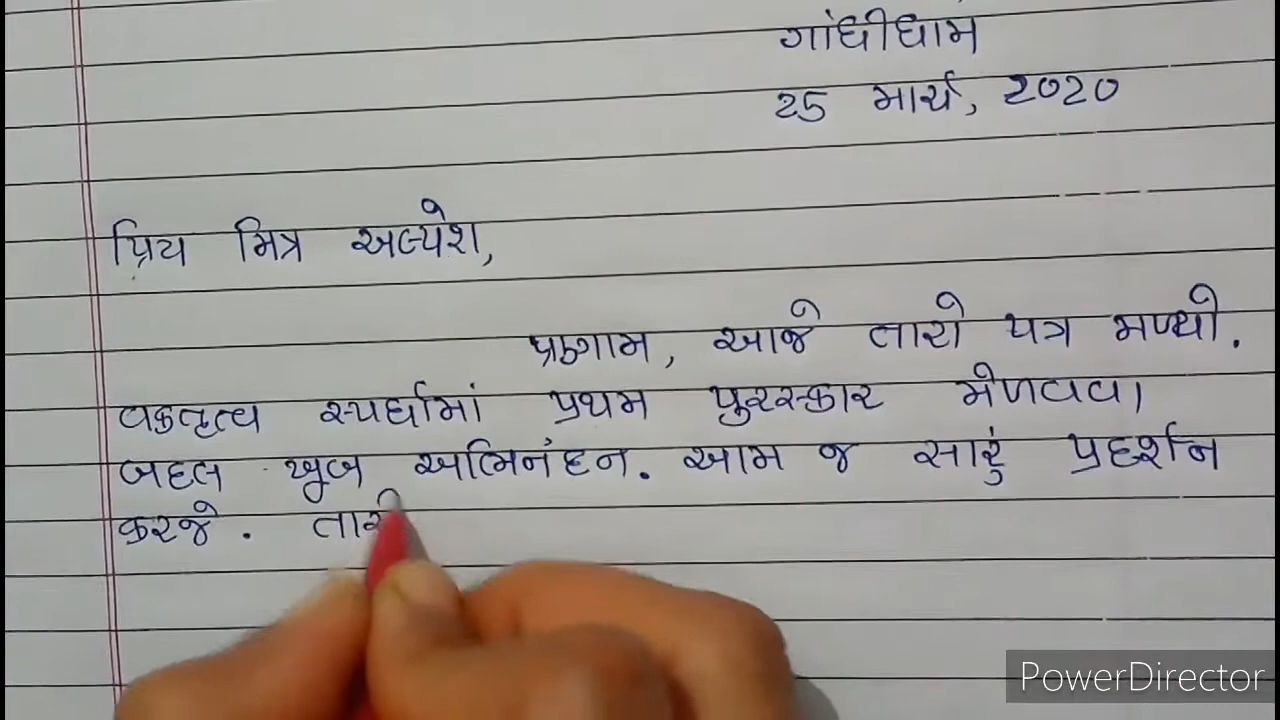 ગાંધીધામ
25 માર્ચ, 2020
પ્રિય મિત્ર અલ્પેશ,
પ્રણામ, આજે તારો પત્ર મળ્યો.
વકતૃત્વ સ્પર્ધામાં પ્રથમ પુરસ્કાર મેળવવા
બદલ ખૂબ અભિનંદન. આમ જ સારું પ્રદર્શન
કરજે. તારી
PowerDirector